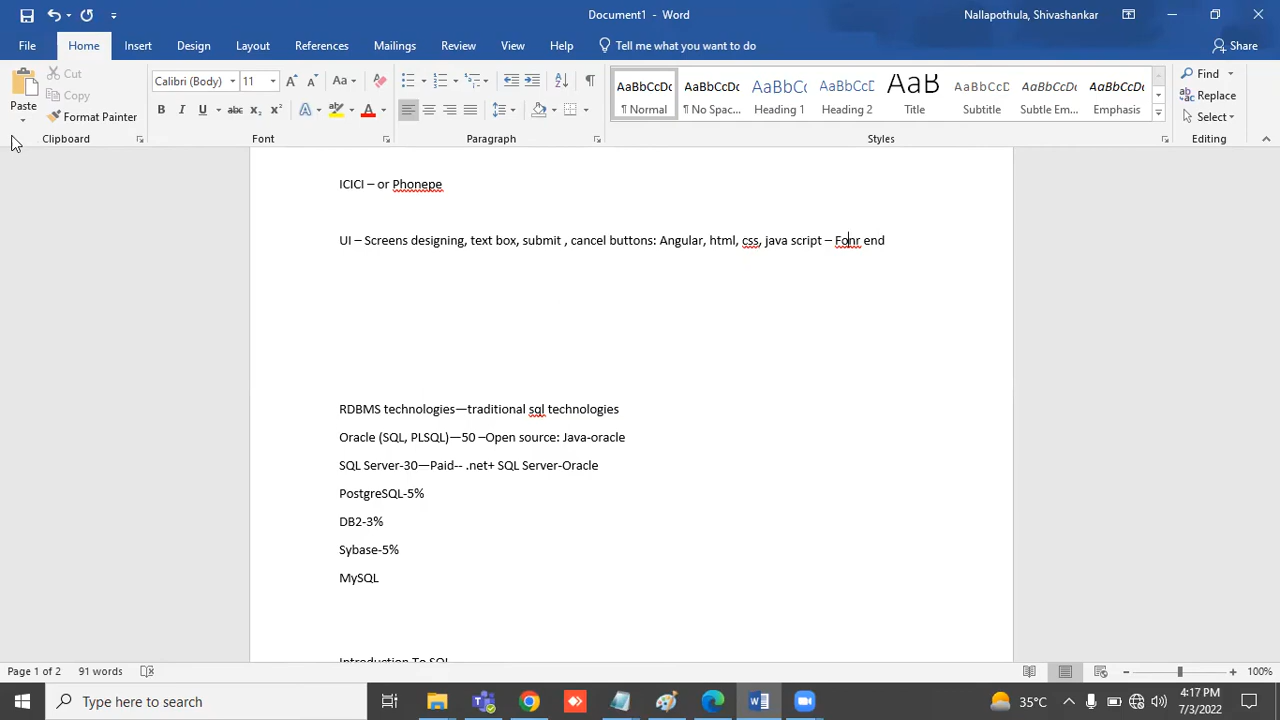 Document1 - Word
Nallapothula, Shivashankar
File Home Insert Design Layout References Mailings Review View Help Tell me what you want to do Share
Paste Cut Copy Format Painter Clipboard
Calibri (Body) 11 Font
Paragraph
AaBbCcDc AaBbCcDc AaBbC AaBbCcC AaB AaBbCcD AaBbCcDc AaBbCcDc
¶ Normal ¶ No Spac... Heading 1 Heading 2 Title Subtitle Subtle Em... Emphasis
Styles
Find Replace Select Editing
ICICI – or Phonepe
UI – Screens designing, text box, submit , cancel buttons: Angular, html, css, java script – Fonr end
RDBMS technologies—traditional sql technologies
Oracle (SQL, PLSQL)—50 –Open source: Java-oracle
SQL Server-30—Paid-- .net+ SQL Server-Oracle
PostgreSQL-5%
DB2-3%
Sybase-5%
MySQL
Introduction To SQL
Page 1 of 2 91 words 100%
Type here to search 35°C 4:17 PM
7/3/2022